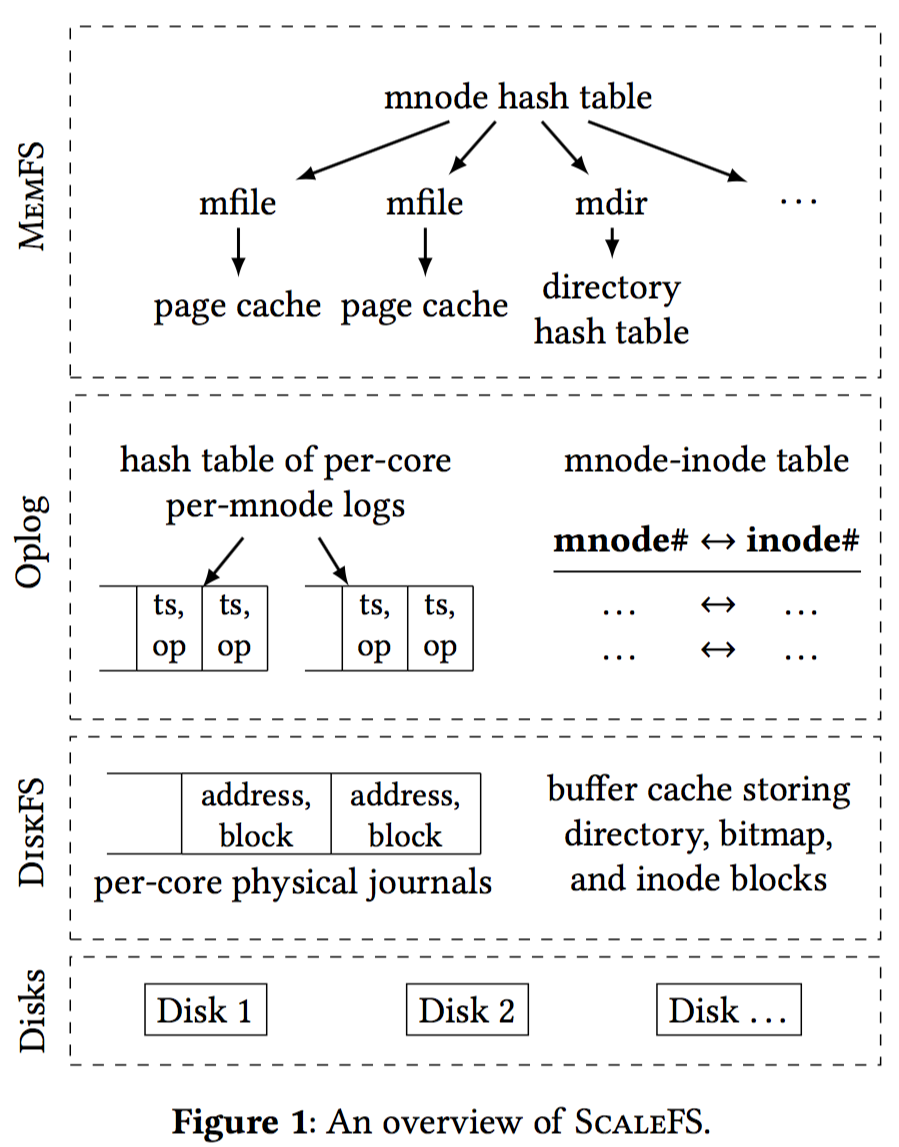 MEMFS
mnode hash table
mfile mfile mdir ...
page cache page cache directory
hash table
Oplog
hash table of per-core
per-mnode logs
ts, ts, ts, ts,
op op op op
mnode-inode table
mnode# ↔ inode#
... ↔ ...
... ↔ ...
DISKFS
address, address,
block block
per-core physical journals
buffer cache storing
directory, bitmap,
and inode blocks
Disks
Disk 1 Disk 2 Disk ...
Figure 1: An overview of SCALEFS.